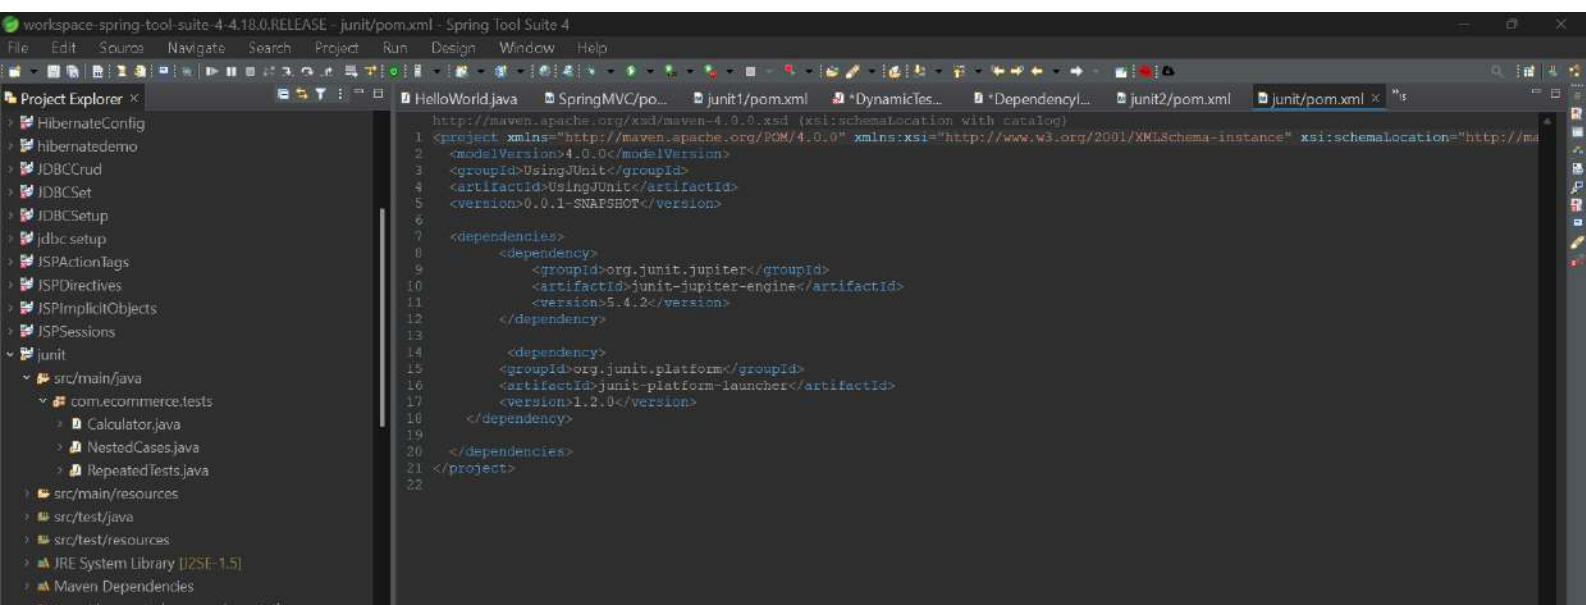 workspace-spring-tool-suite-4-4.18.0.RELEASE - junit/pom.xml - Spring Tool Suite 4
File Edit Source Navigate Search Project Run Design Window Help
Project Explorer
HelloWorld.java SpringMVC/po... junit1/pom.xml *DynamicTes... *DependencyI... junit2/pom.xml junit/pom.xml
HibernateConfig
hibernatedemo
JDBCCrud
JDBCSet
JDBCSetup
jdbc setup
JSPActionTags
JSPDirectives
JSPImplicitObjects
JSPSessions
junit
src/main/java
com.ecommerce.tests
Calculator.java
NestedCases.java
RepeatedTests.java
src/main/resources
src/test/java
src/test/resources
JRE System Library [J2SE-1.5]
Maven Dependencies
http://maven.apache.org/xsd/maven-4.0.0.xsd (xsi:schemaLocation with catalog)
1 <project xmlns="http://maven.apache.org/POM/4.0.0" xmlns:xsi="http://www.w3.org/2001/XMLSchema-instance" xsi:schemaLocation="http://ma
2 <modelVersion>4.0.0</modelVersion>
3 <groupId>UsingJUnit</groupId>
4 <artifactId>UsingJUnit</artifactId>
5 <version>0.0.1-SNAPSHOT</version>
6
7 <dependencies>
8 <dependency>
9 <groupId>org.junit.jupiter</groupId>
10 <artifactId>junit-jupiter-engine</artifactId>
11 <version>5.4.2</version>
12 </dependency>
13
14 <dependency>
15 <groupId>org.junit.platform</groupId>
16 <artifactId>junit-platform-launcher</artifactId>
17 <version>1.2.0</version>
18 </dependency>
19
20 </dependencies>
21 </project>
22